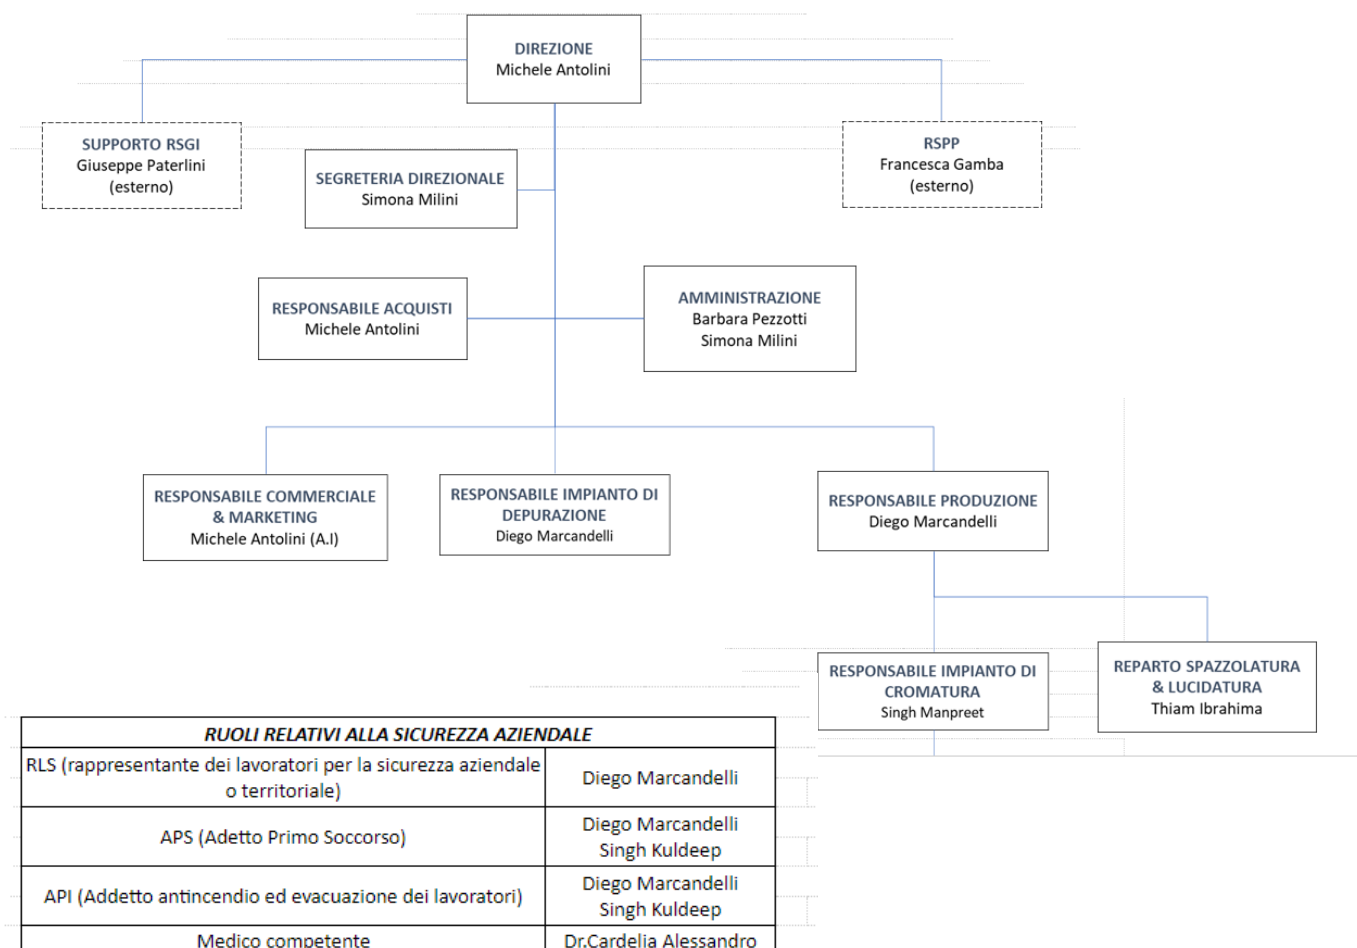 DIREZIONE
Michele Antolini
SUPPORTO RSGI
Giuseppe Paterlini
(esterno)
RSPP
Francesca Gamba
(esterno)
SEGRETERIA DIREZIONALE
Simona Milini
RESPONSABILE ACQUISTI
Michele Antolini
AMMINISTRAZIONE
Barbara Pezzotti
Simona Milini
RESPONSABILE COMMERCIALE
& MARKETING
Michele Antolini (A.I)
RESPONSABILE IMPIANTO DI
DEPURAZIONE
Diego Marcandelli
RESPONSABILE PRODUZIONE
Diego Marcandelli
RESPONSABILE IMPIANTO DI
CROMATURA
Singh Manpreet
REPARTO SPAZZOLATURA
& LUCIDATURA
Thiam Ibrahima
RUOLI RELATIVI ALLA SICUREZZA AZIENDALE
RLS (rappresentante dei lavoratori per la sicurezza aziendale
o territoriale)
Diego Marcandelli
APS (Adetto Primo Soccorso)
Diego Marcandelli
Singh Kuldeep
API (Addetto antincendio ed evacuazione dei lavoratori)
Diego Marcandelli
Singh Kuldeep
Medico competente
Dr.Cardelia Alessandro